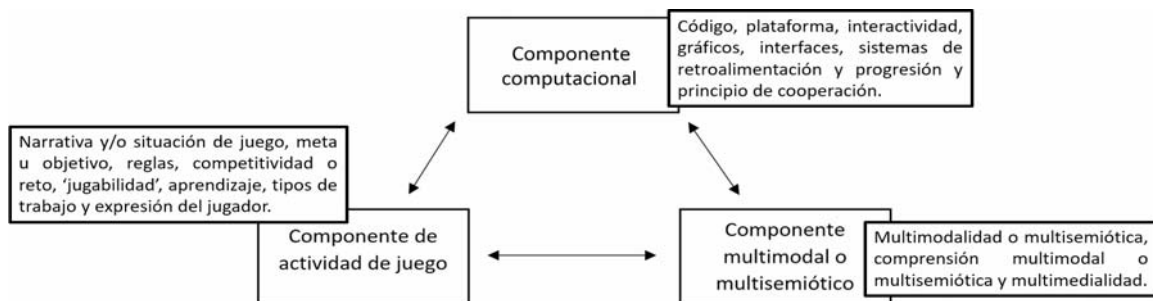 Componente
computacional
Código, plataforma, interactividad,
gráficos, interfaces, sistemas de
retroalimentación y progresión y
principio de cooperación.
Narrativa y/o situación de juego, meta
u objetivo, reglas, competitividad o
reto, ‘jugabilidad’, aprendizaje, tipos de
trabajo y expresión del jugador.
Componente de
actividad de juego
Componente
multimodal o
multisemiótico
Multimodalidad o multisemiótica,
comprensión multimodal o
multisemiótica y multimedialidad.